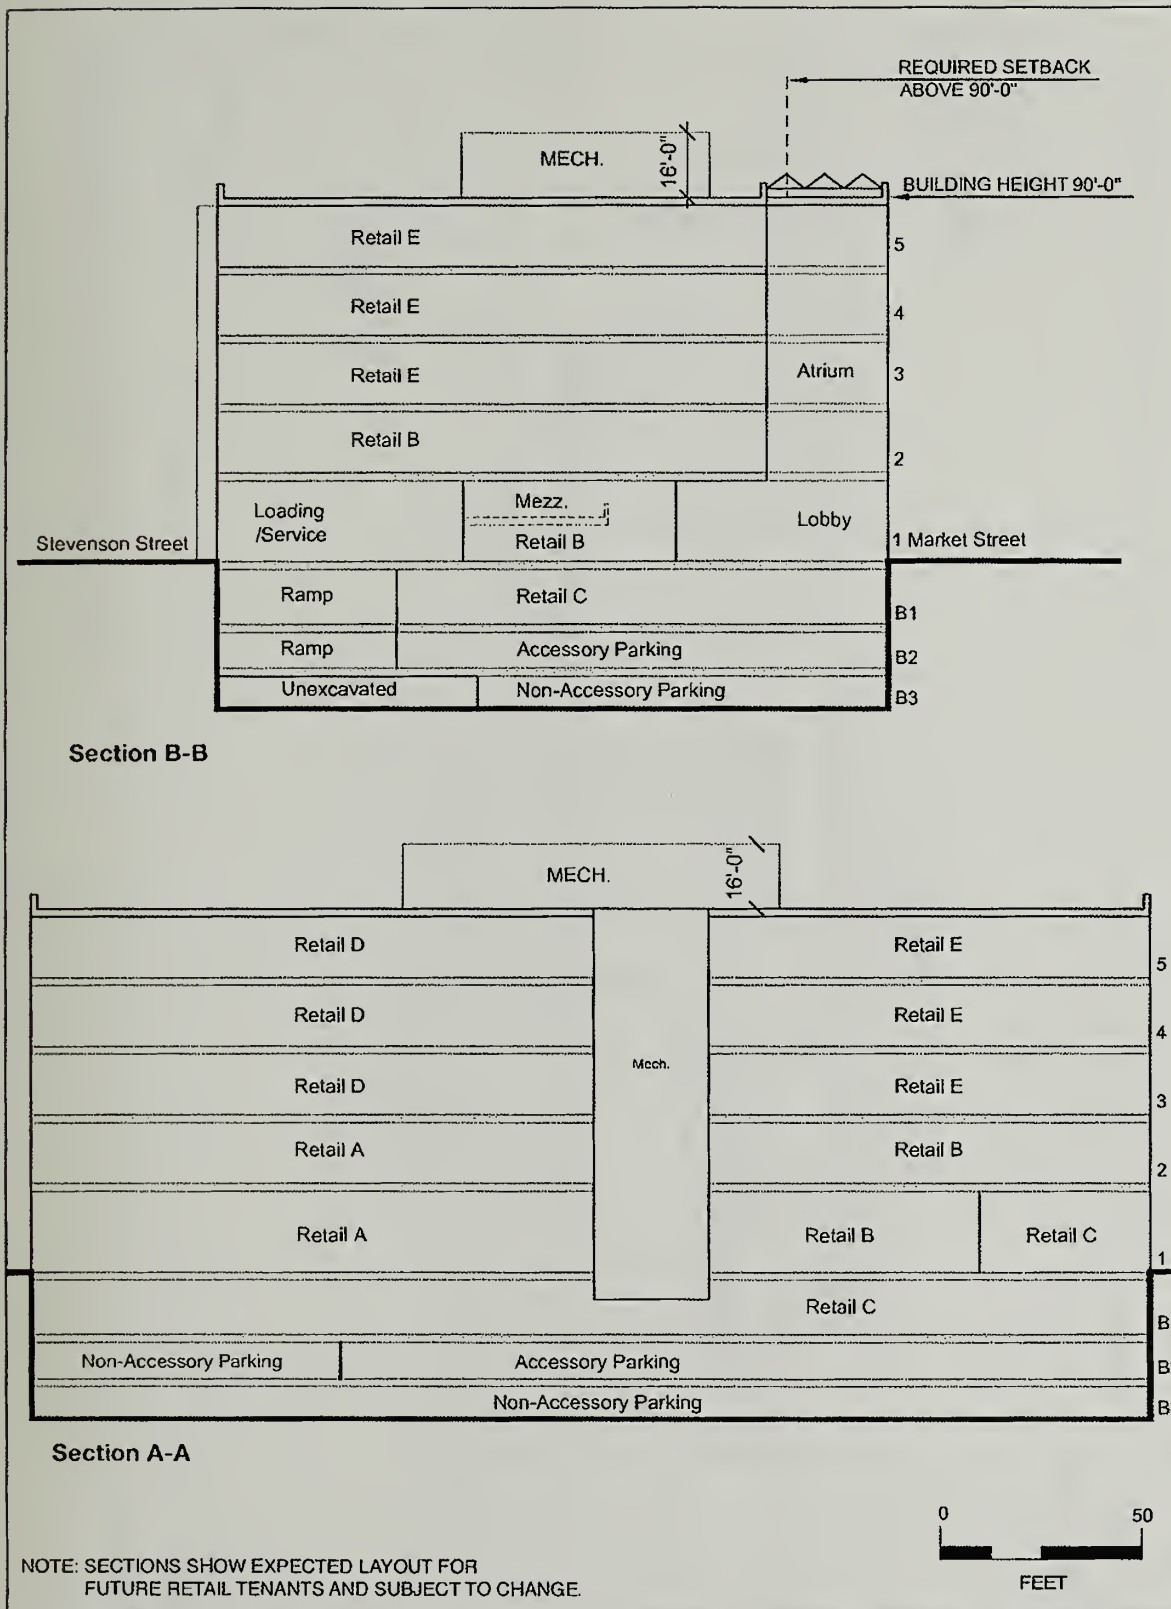 REQUIRED SETBACK
ABOVE 90'-0"
MECH.
16'-0"
BUILDING HEIGHT 90'-0"
Retail E
5
Retail E
4
Retail E
Atrium
3
Retail B
2
Loading
/Service
Mezz.
Retail B
Lobby
Stevenson Street
1 Market Street
Ramp
Retail C
B1
Ramp
Accessory Parking
B2
Unexcavated
Non-Accessory Parking
B3
Section B-B
MECH.
16'-0"
Retail D
Retail E
5
Retail D
Retail E
4
Mech.
Retail D
Retail E
3
Retail A
Retail B
2
Retail A
Retail B
Retail C
1
Retail C
B
Non-Accessory Parking
Accessory Parking
B
Non-Accessory Parking
B
Section A-A
0
50
FEET
NOTE: SECTIONS SHOW EXPECTED LAYOUT FOR
FUTURE RETAIL TENANTS AND SUBJECT TO CHANGE.